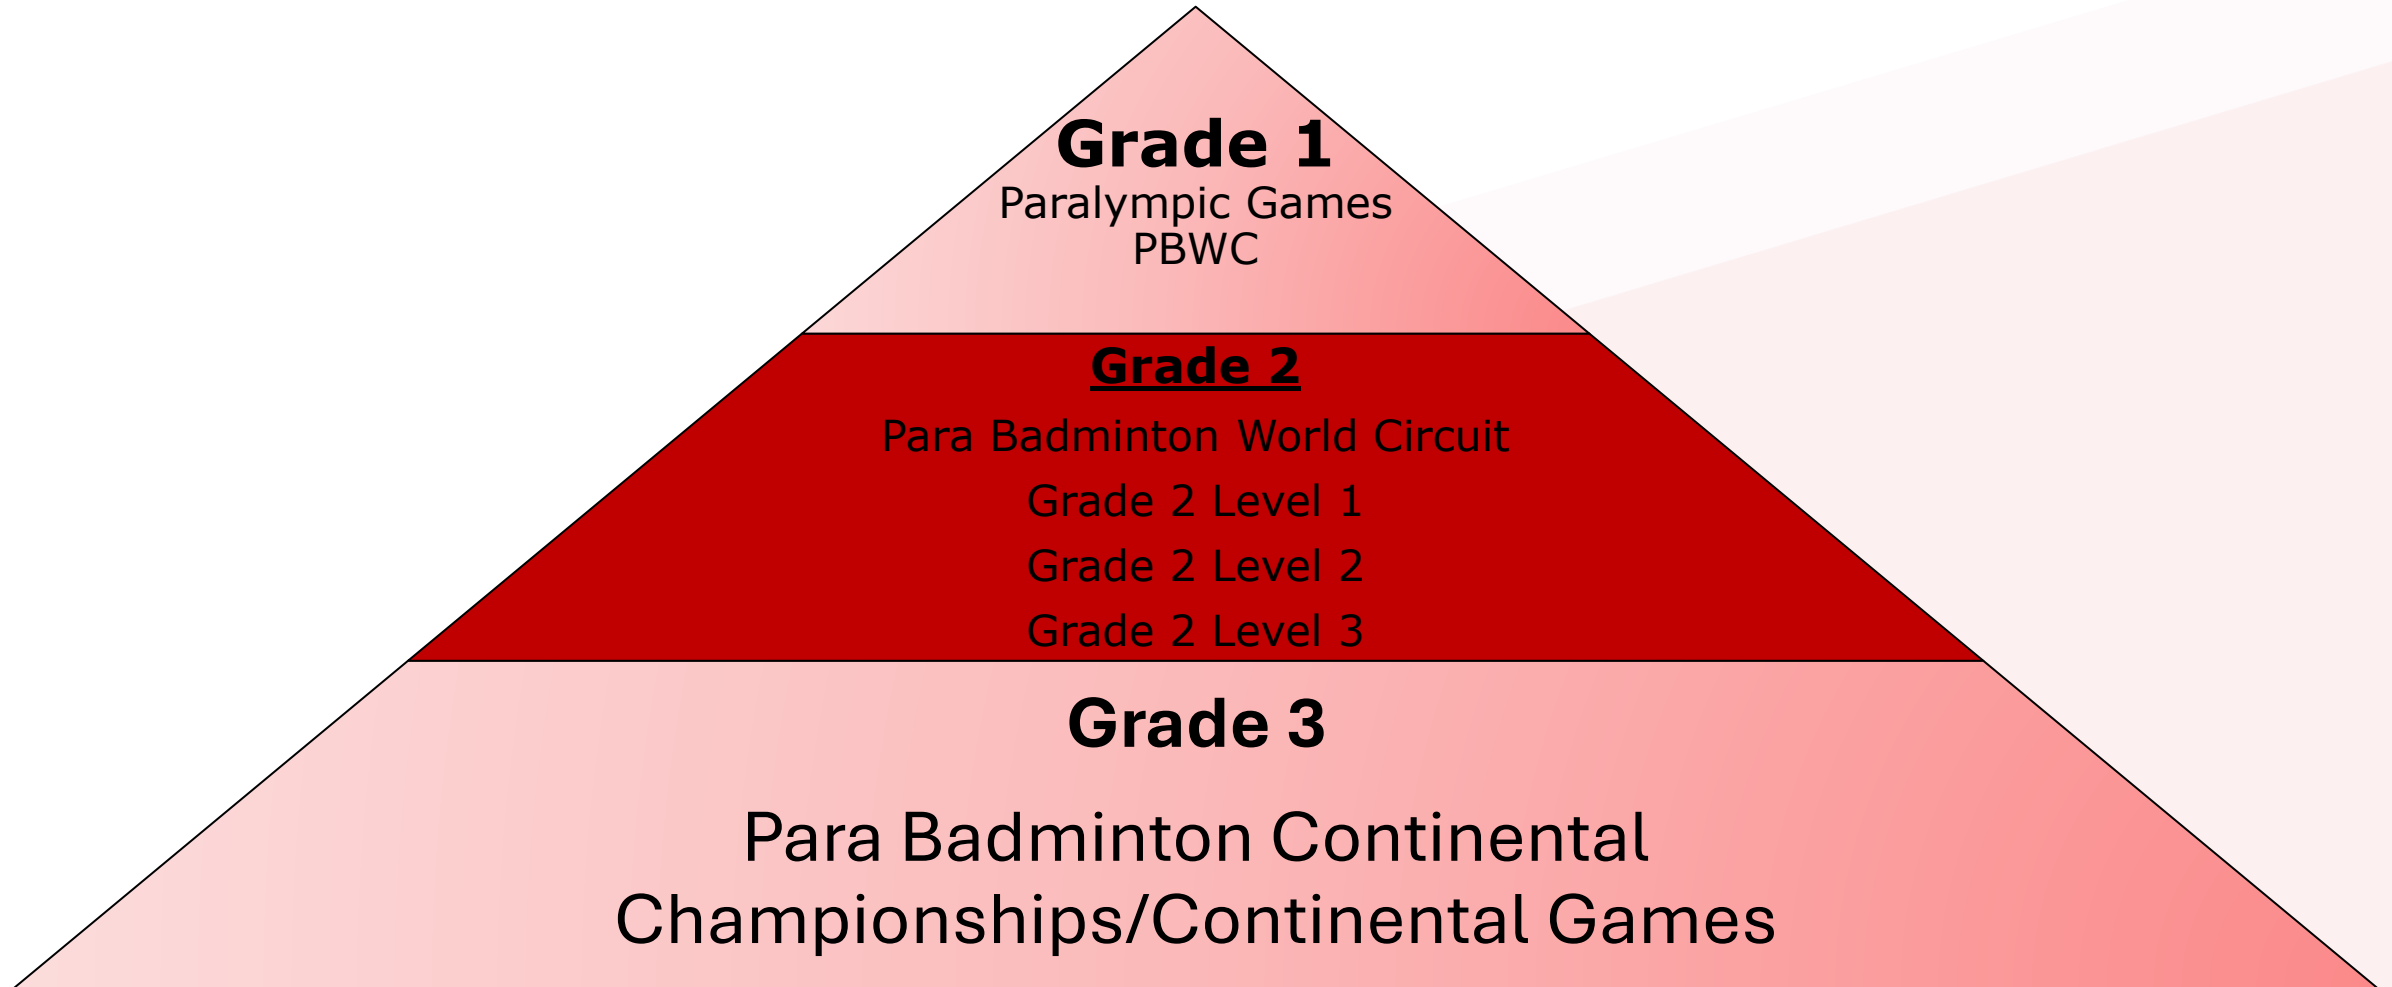 Grade 1
Paralympic Games
PBWC
Grade 2
Para Badminton World Circuit
Grade 2 Level 1
Grade 2 Level 2
Grade 2 Level 3
Grade 3
Para Badminton Continental
Championships/Continental Games